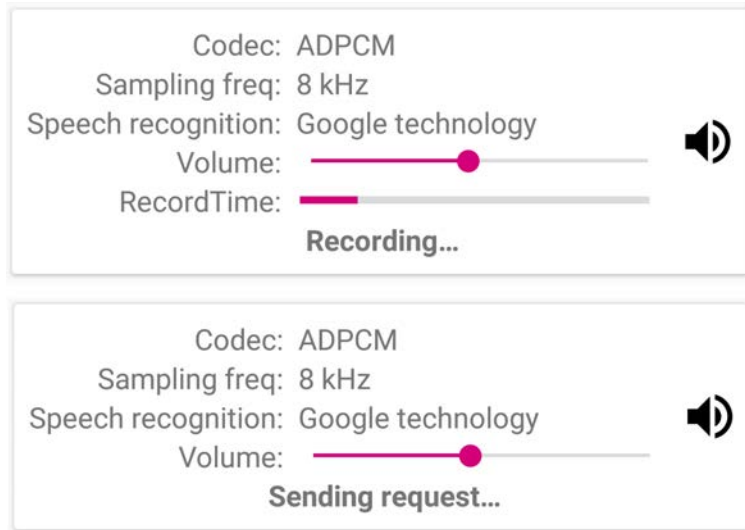 Codec: ADPCM
Sampling freq: 8 kHz
Speech recognition: Google technology
Volume:
RecordTime:
Recording...
Codec: ADPCM
Sampling freq: 8 kHz
Speech recognition: Google technology
Volume:
Sending request...